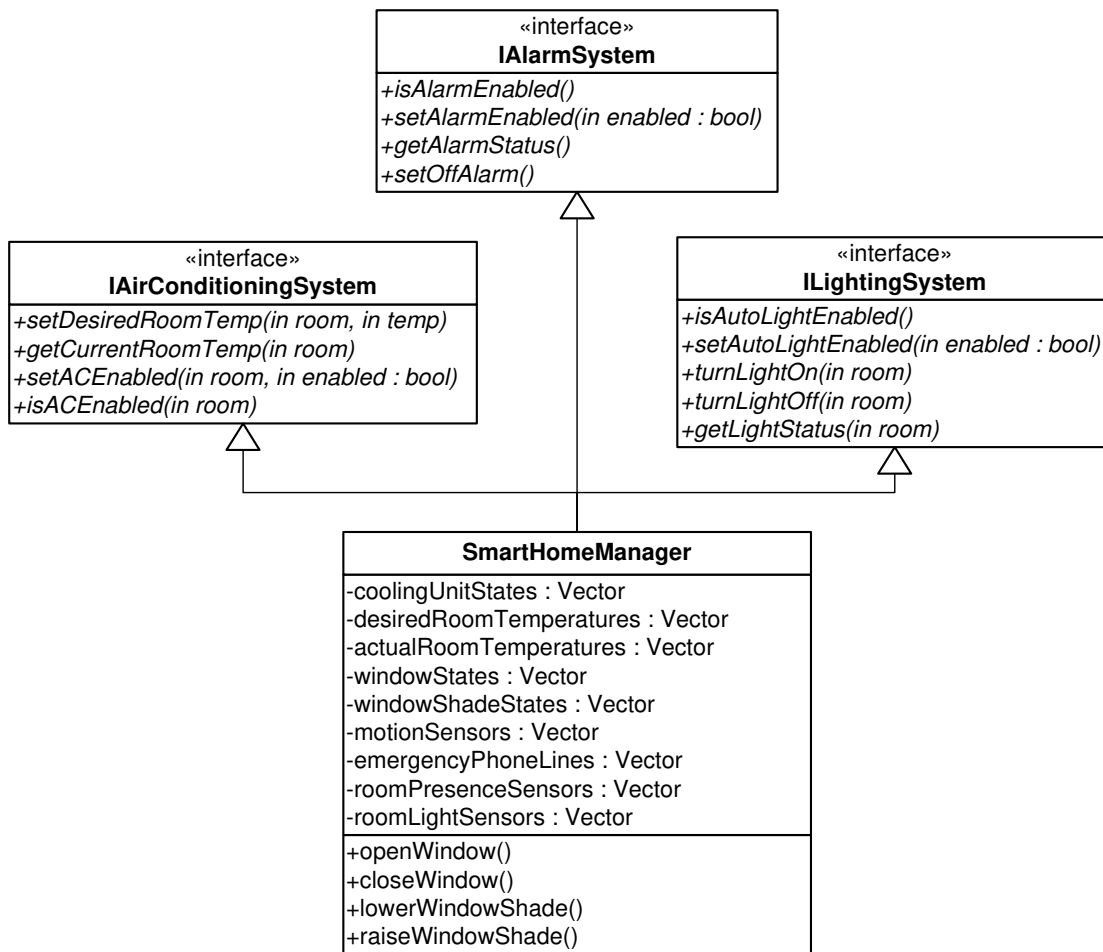 «interface»
IAlarmSystem
+isAlarmEnabled()
+setAlarmEnabled(in enabled : bool)
+getAlarmStatus()
+setOffAlarm()
«interface»
IAirConditioningSystem
+setDesiredRoomTemp(in room, in temp)
+getCurrentRoomTemp(in room)
+setACEnabled(in room, in enabled : bool)
+isACEnabled(in room)
«interface»
ILightingSystem
+isAutoLightEnabled()
+setAutoLightEnabled(in enabled : bool)
+turnLightOn(in room)
+turnLightOff(in room)
+getLightStatus(in room)
SmartHomeManager
-coolingUnitStates : Vector
-desiredRoomTemperatures : Vector
-actualRoomTemperatures : Vector
-windowStates : Vector
-windowShadeStates : Vector
-motionSensors : Vector
-emergencyPhoneLines : Vector
-roomPresenceSensors : Vector
-roomLightSensors : Vector
+openWindow()
+closeWindow()
+lowerWindowShade()
+raiseWindowShade()